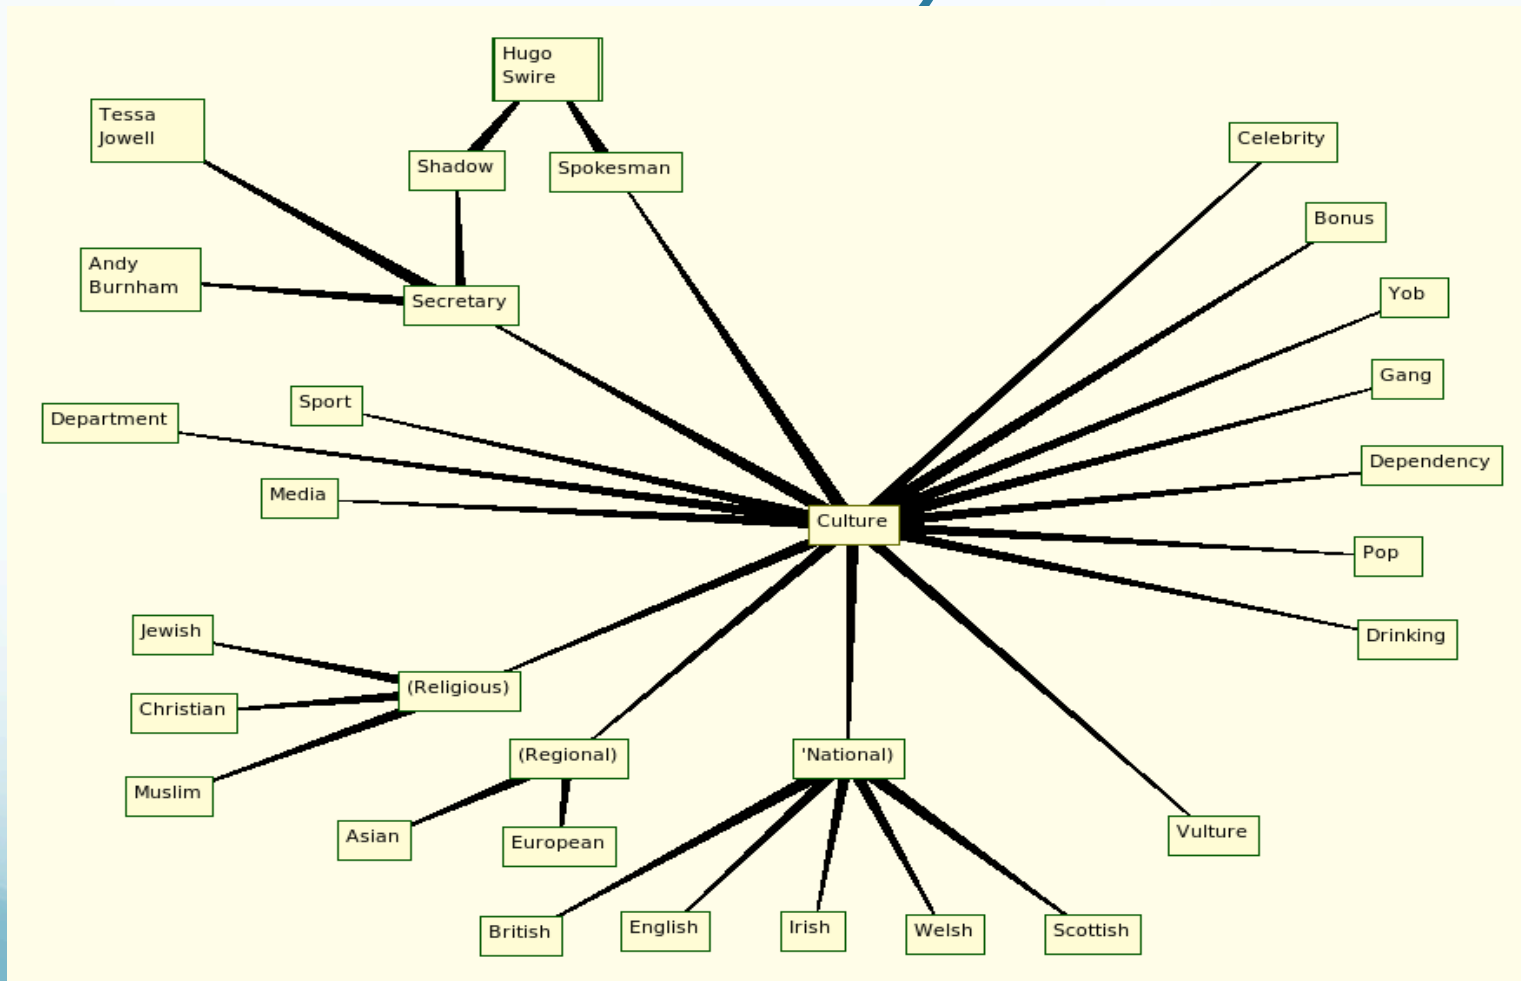 Hugo
Swire
Tessa
Jowell
Celebrity
Shadow
Spokesman
Bonus
Andy
Burnham
Secretary
Yob
Gang
Sport
Department
Dependency
Media
Culture
Pop
Jewish
Drinking
(Religious)
Christian
(Regional)
'National)
Muslim
Asian
European
Vulture
British
English
Irish
Welsh
Scottish